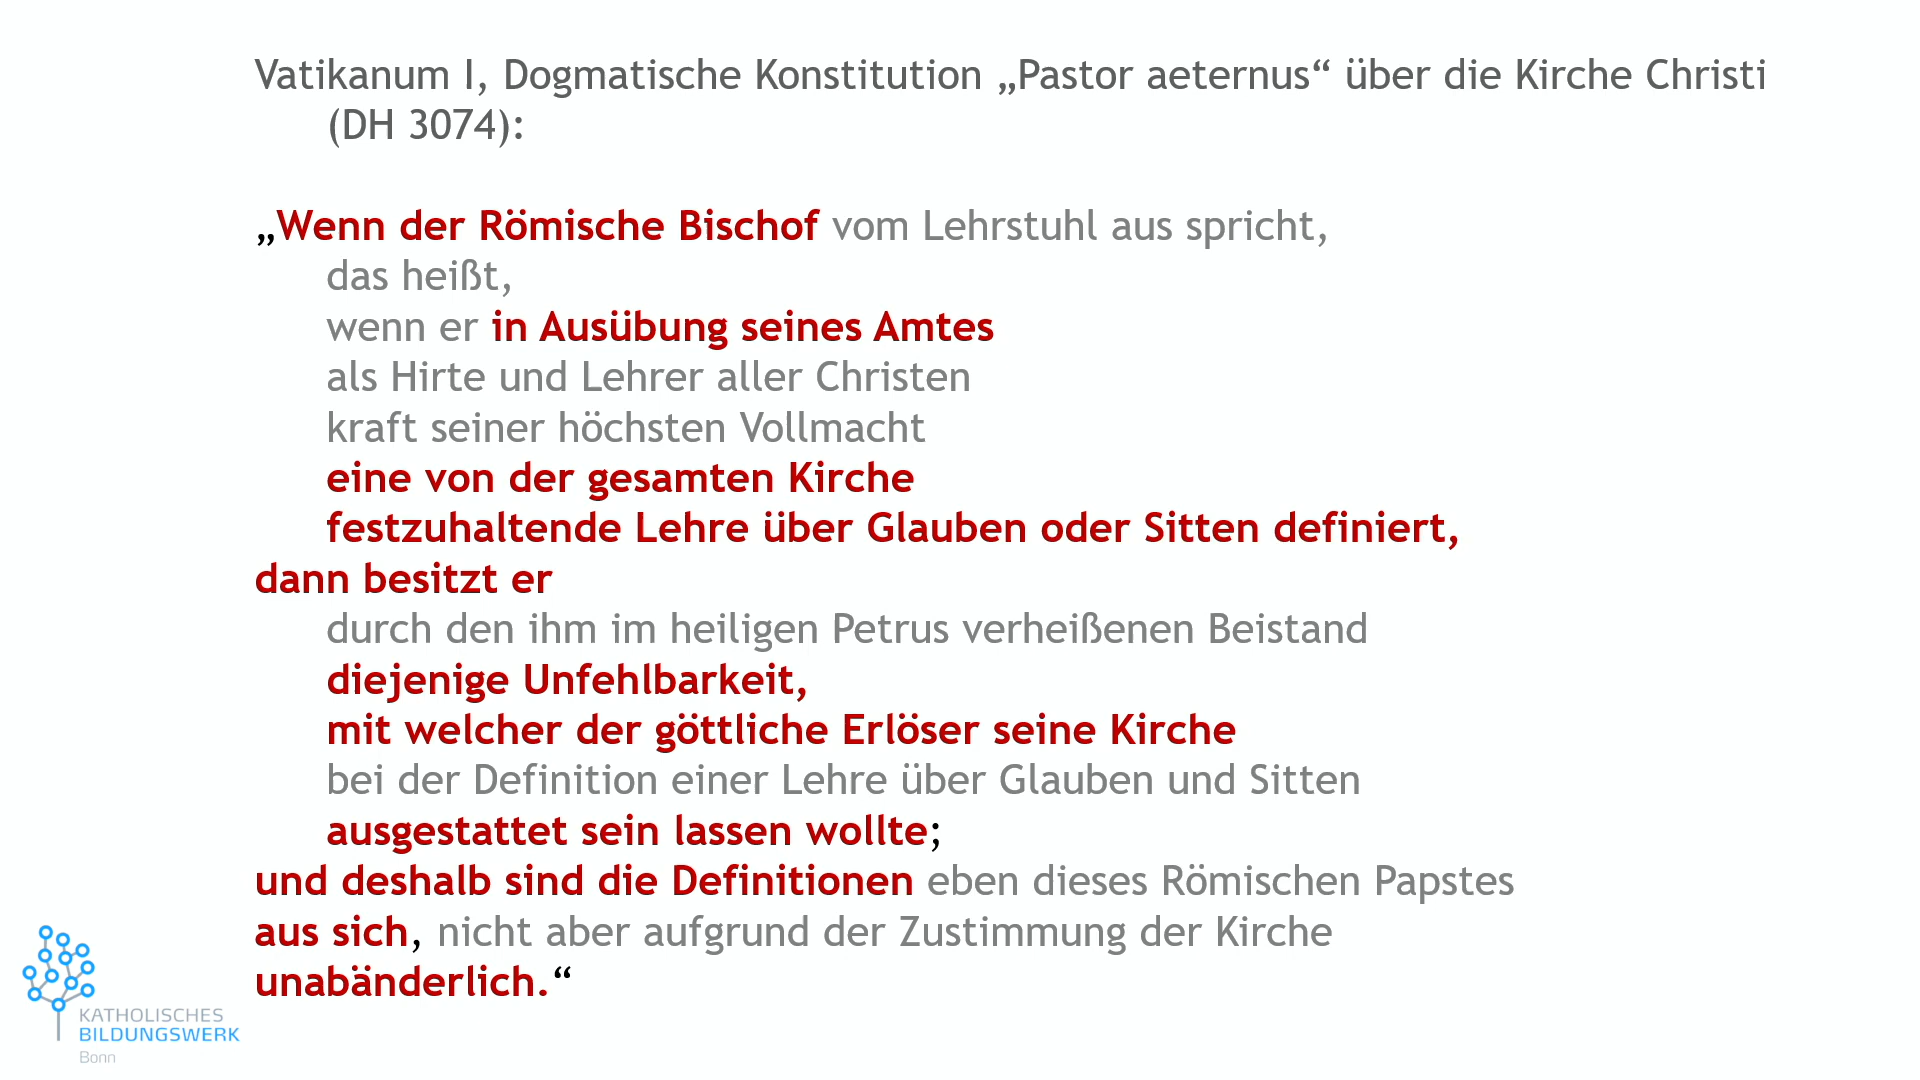 Vatikanum I, Dogmatische Konstitution „Pastor aeternus“ über die Kirche Christi
(DH 3074):
„Wenn der Römische Bischof vom Lehrstuhl aus spricht,
das heißt,
wenn er in Ausübung seines Amtes
als Hirte und Lehrer aller Christen
kraft seiner höchsten Vollmacht
eine von der gesamten Kirche
festzuhaltende Lehre über Glauben oder Sitten definiert,
dann besitzt er
durch den ihm im heiligen Petrus verheißenen Beistand
diejenige Unfehlbarkeit,
mit welcher der göttliche Erlöser seine Kirche
bei der Definition einer Lehre über Glauben und Sitten
ausgestattet sein lassen wollte;
und deshalb sind die Definitionen eben dieses Römischen Papstes
aus sich, nicht aber aufgrund der Zustimmung der Kirche
unabänderlich.“
KATHOLISCHES
BILDUNGSWERK
Bonn